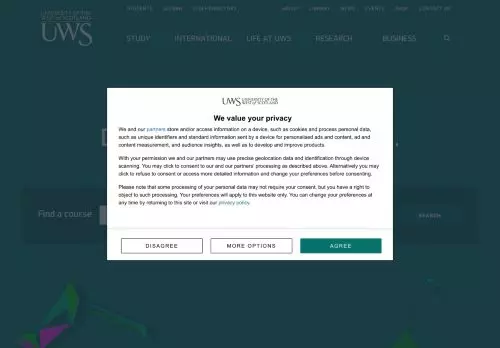 UNIVERSITY OF THE
WEST of SCOTLAND
UWS
STUDENTS
ALUMNI
ABOUT
LIBRARY
NEWS
EVENTS
SHOP
CONTACT US
STUDY
INTERNATIONAL
LIFE AT UWS
RESEARCH
BUSINESS
UWS UNIVERSITY OF THE
WEST of SCOTLAND
We value your privacy
We and our partners store and/or access information on a device, such as cookies and process personal data,
such as unique identifiers and standard information sent by a device for personalised ads and content, ad and
content measurement, and audience insights, as well as to develop and improve products.
With your permission we and our partners may use precise geolocation data and identification through device
scanning. You may click to consent to our and our partners' processing as described above. Alternatively you may
click to refuse to consent or access more detailed information and change your preferences before consenting.
Please note that some processing of your personal data may not require your consent, but you have a right to
object to such processing. Your preferences will apply to this website only. You can change your preferences at
any time by returning to this site or visit our privacy policy.
DISAGREE
MORE OPTIONS
AGREE
Find a course
SEARCH